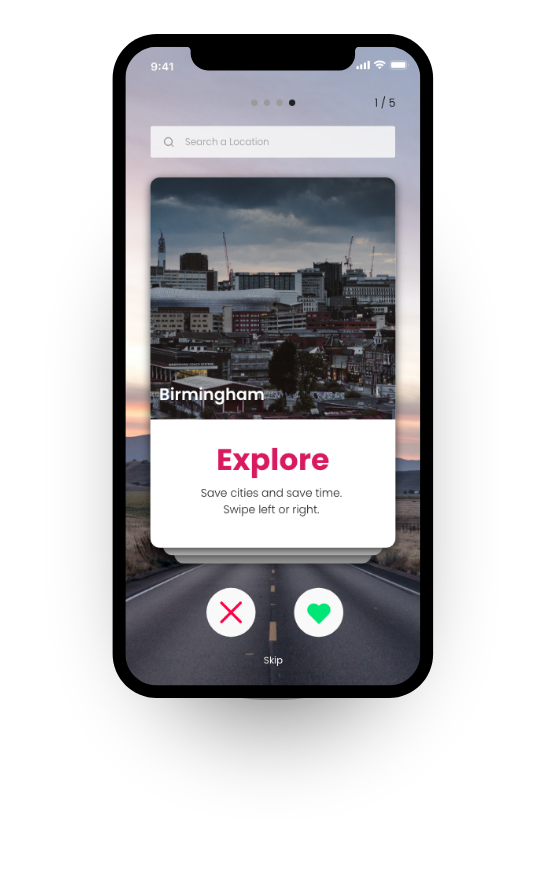 9:41
1 / 5
Search a Location
Birmingham
Explore
Save cities and save time.
Swipe left or right.
Skip